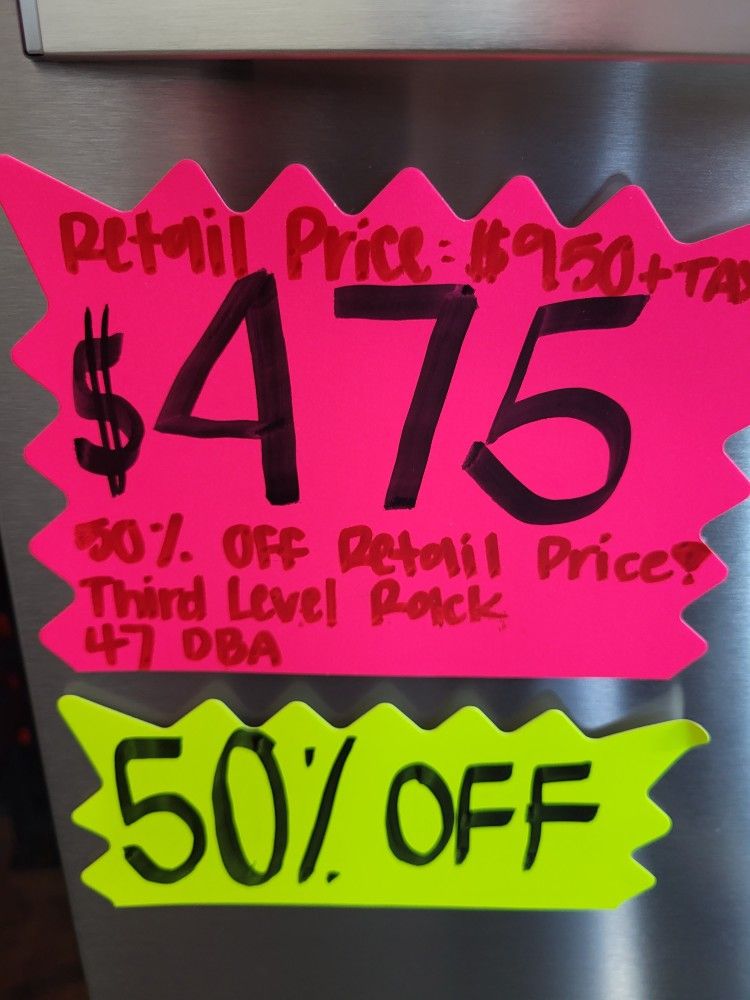 Retail Price: $950 + TAX
$475
50% OFF Retail Price!
Third Level Rack
47 DBA
50% OFF